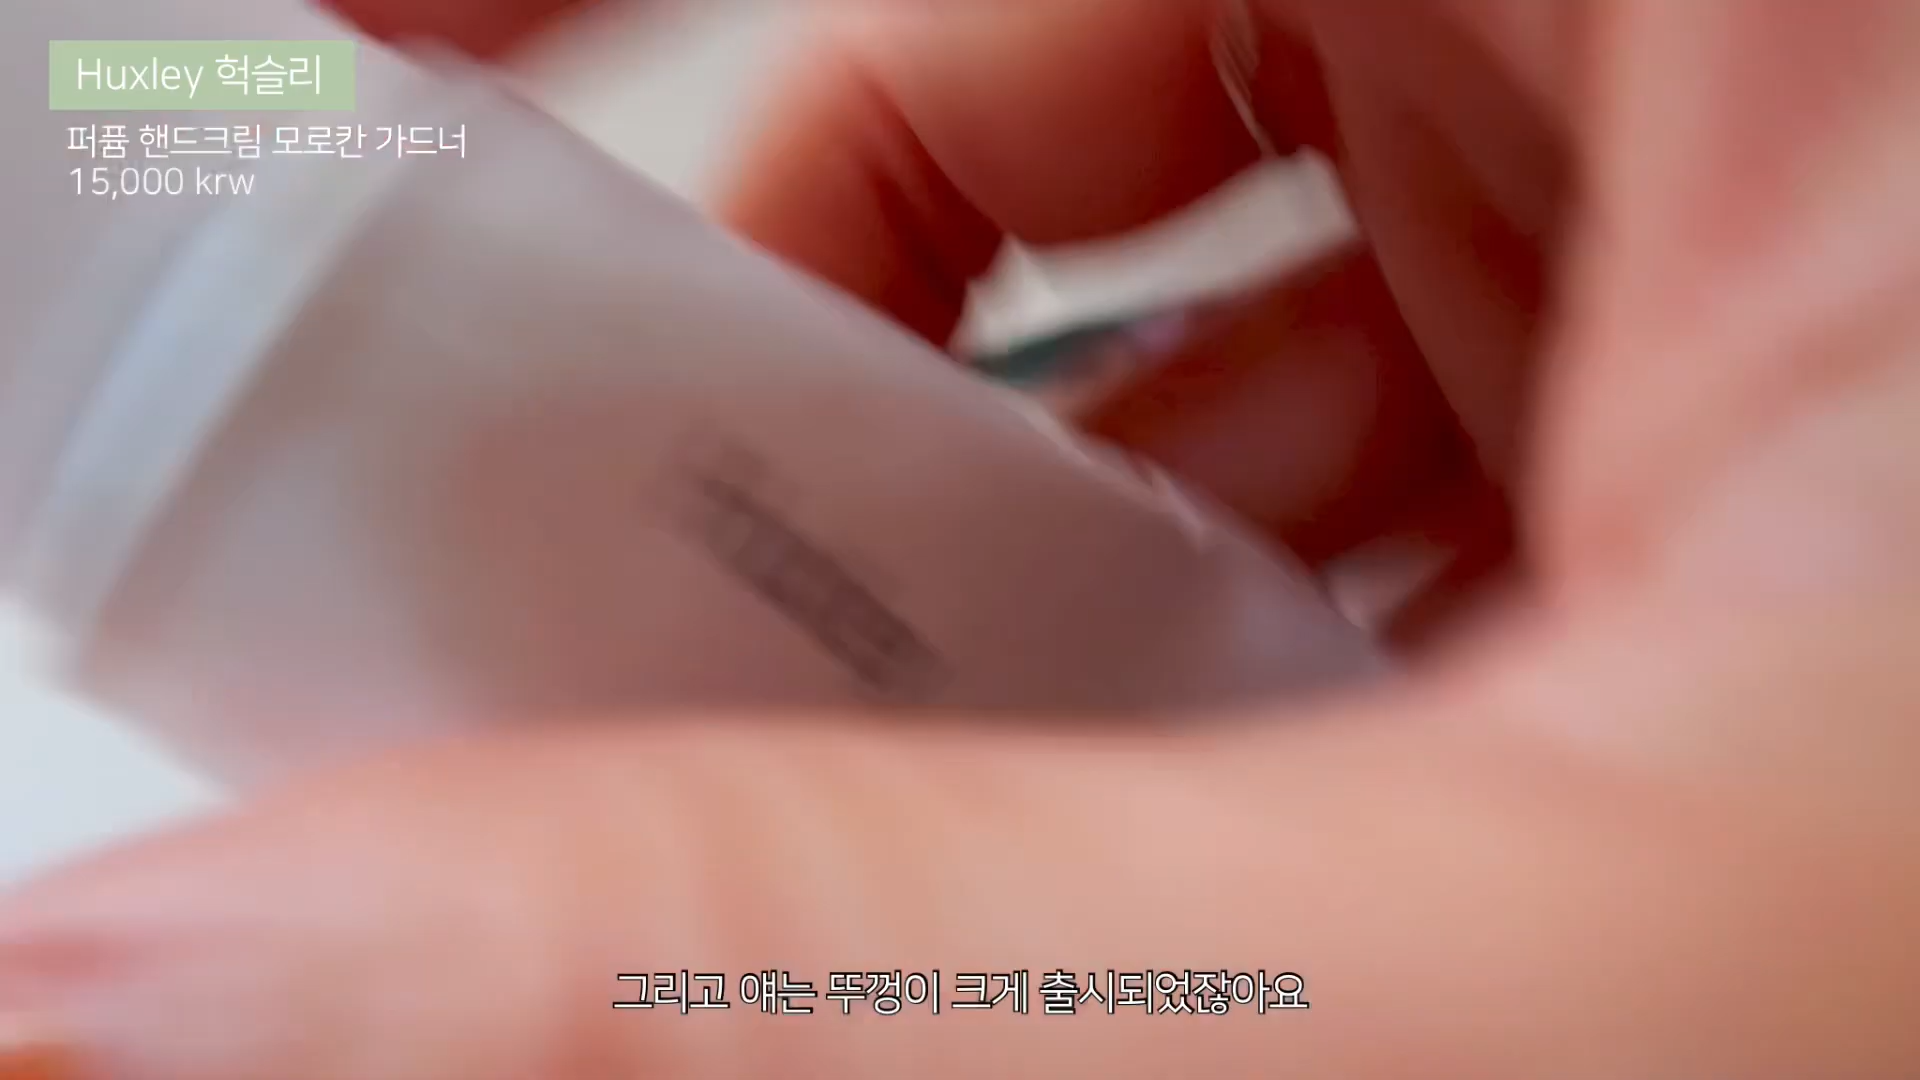 Huxley 헉슬리
퍼퓸 핸드크림 모로칸 가드너
15,000 krw
그리고 얘는 뚜껑이 크게 출시되었잖아요